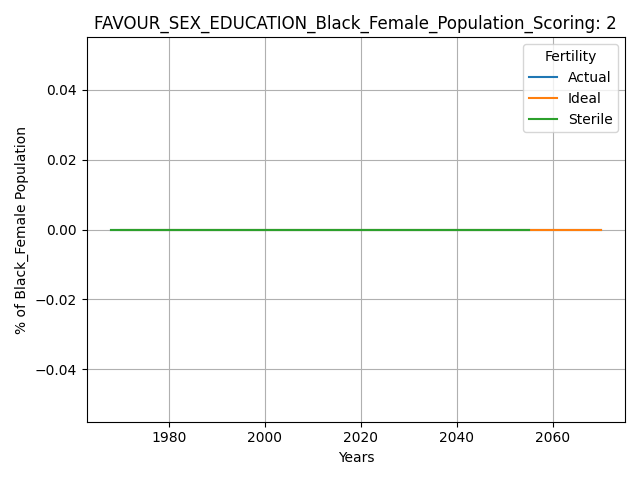 FAVOUR_SEX_EDUCATION_Black_Female_Population_Scoring: 2
Fertility
Actual
Ideal
Sterile
% of Black_Female Population
0.04
0.02
0.00
−0.02
−0.04
1980 2000 2020 2040 2060
Years